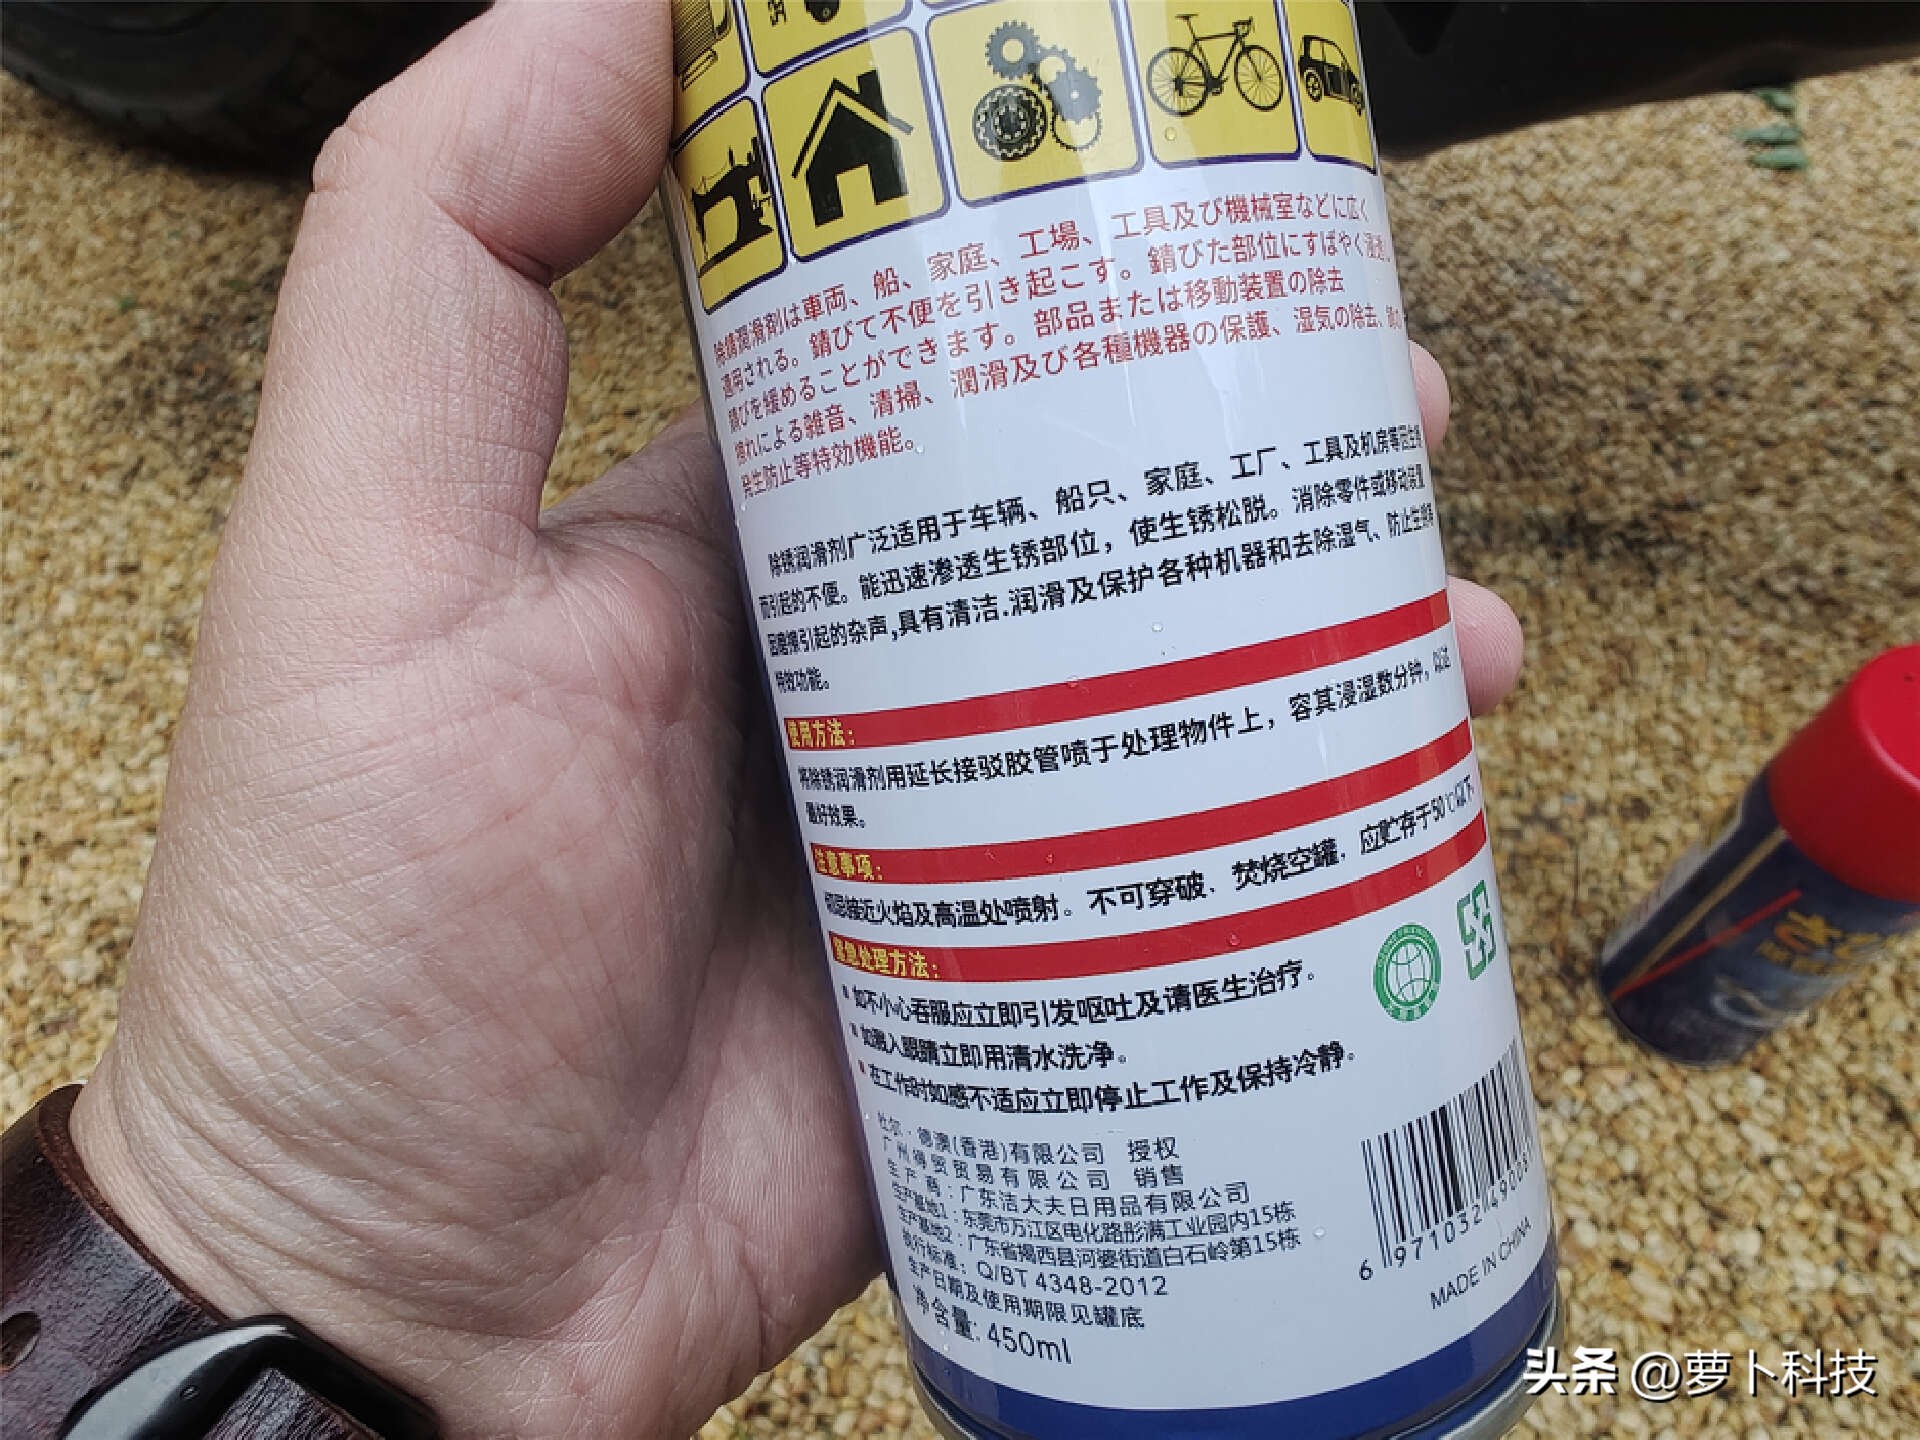 除錆潤滑剤は車両、船、家庭、工場、工具及び機械室などに広く
適用される。錆びて不便を引き起こす。錆びた部位にすばやく浸透し
錆びを緩めることができます。部品または移動装置の除去
擦れによる雑音、清掃、潤滑及び各種機器の保護、湿気の除去、
発生防止等特効機能。
除锈润滑剂广泛适用于车辆、船只、家庭、工厂、工具及机房等因生锈
而引起的不便。能迅速渗透生锈部位，使生锈松脱。消除零件或移动装置
因磨擦引起的杂声,具有清洁.润滑及保护各种机器和去除湿气、防止生锈等
特效功能。
使用方法：
将除锈润滑剂用延长接驳胶管喷于处理物件上，容其浸湿数分钟，以达
最好效果。
注意事项：
切忌接近火焰及高温处喷射。不可穿破．焚烧空罐．应贮存于50℃以下
紧急处理方法：
如不小心吞服应立即引发呕吐及请医生治疗。
如溅入眼睛立即用清水洗净。
在工作时如感不适应立即停止工作及保持冷静。
杜尔·德澳(香港)有限公司 授权
广州得贤贸易有限公司 销售
生产商：广东洁大夫日用品有限公司
生产基地1：东莞市万江区电化路彤满工业园内15栋
生产基地2：广东省揭西县河婆街道白石岭第15栋
执行标准：Q/BT 4348-2012
生产日期及使用期限见罐底
净含量: 450ml
6 971032 49008
MADE IN CHINA
头条 @萝卜科技